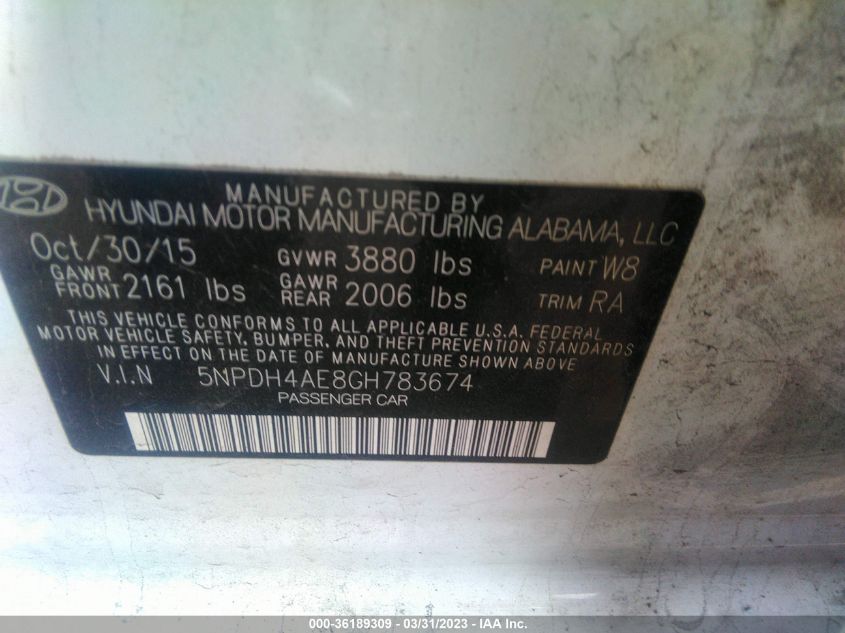 MANUFACTURED BY
HYUNDAI MOTOR MANUFACTURING ALABAMA, LLC
Oct/30/15 GVWR 3880 lbs PAINT W8
GAWR FRONT 2161 lbs GAWR REAR 2006 lbs TRIM RA
THIS VEHICLE CONFORMS TO ALL APPLICABLE U.S.A. FEDERAL
MOTOR VEHICLE SAFETY, BUMPER, AND THEFT PREVENTION STANDARDS
IN EFFECT ON THE DATE OF MANUFACTURE SHOWN ABOVE
V.I.N 5NPDH4AE8GH783674
PASSENGER CAR
000-36189309 - 03/31/2023 - IAA Inc.